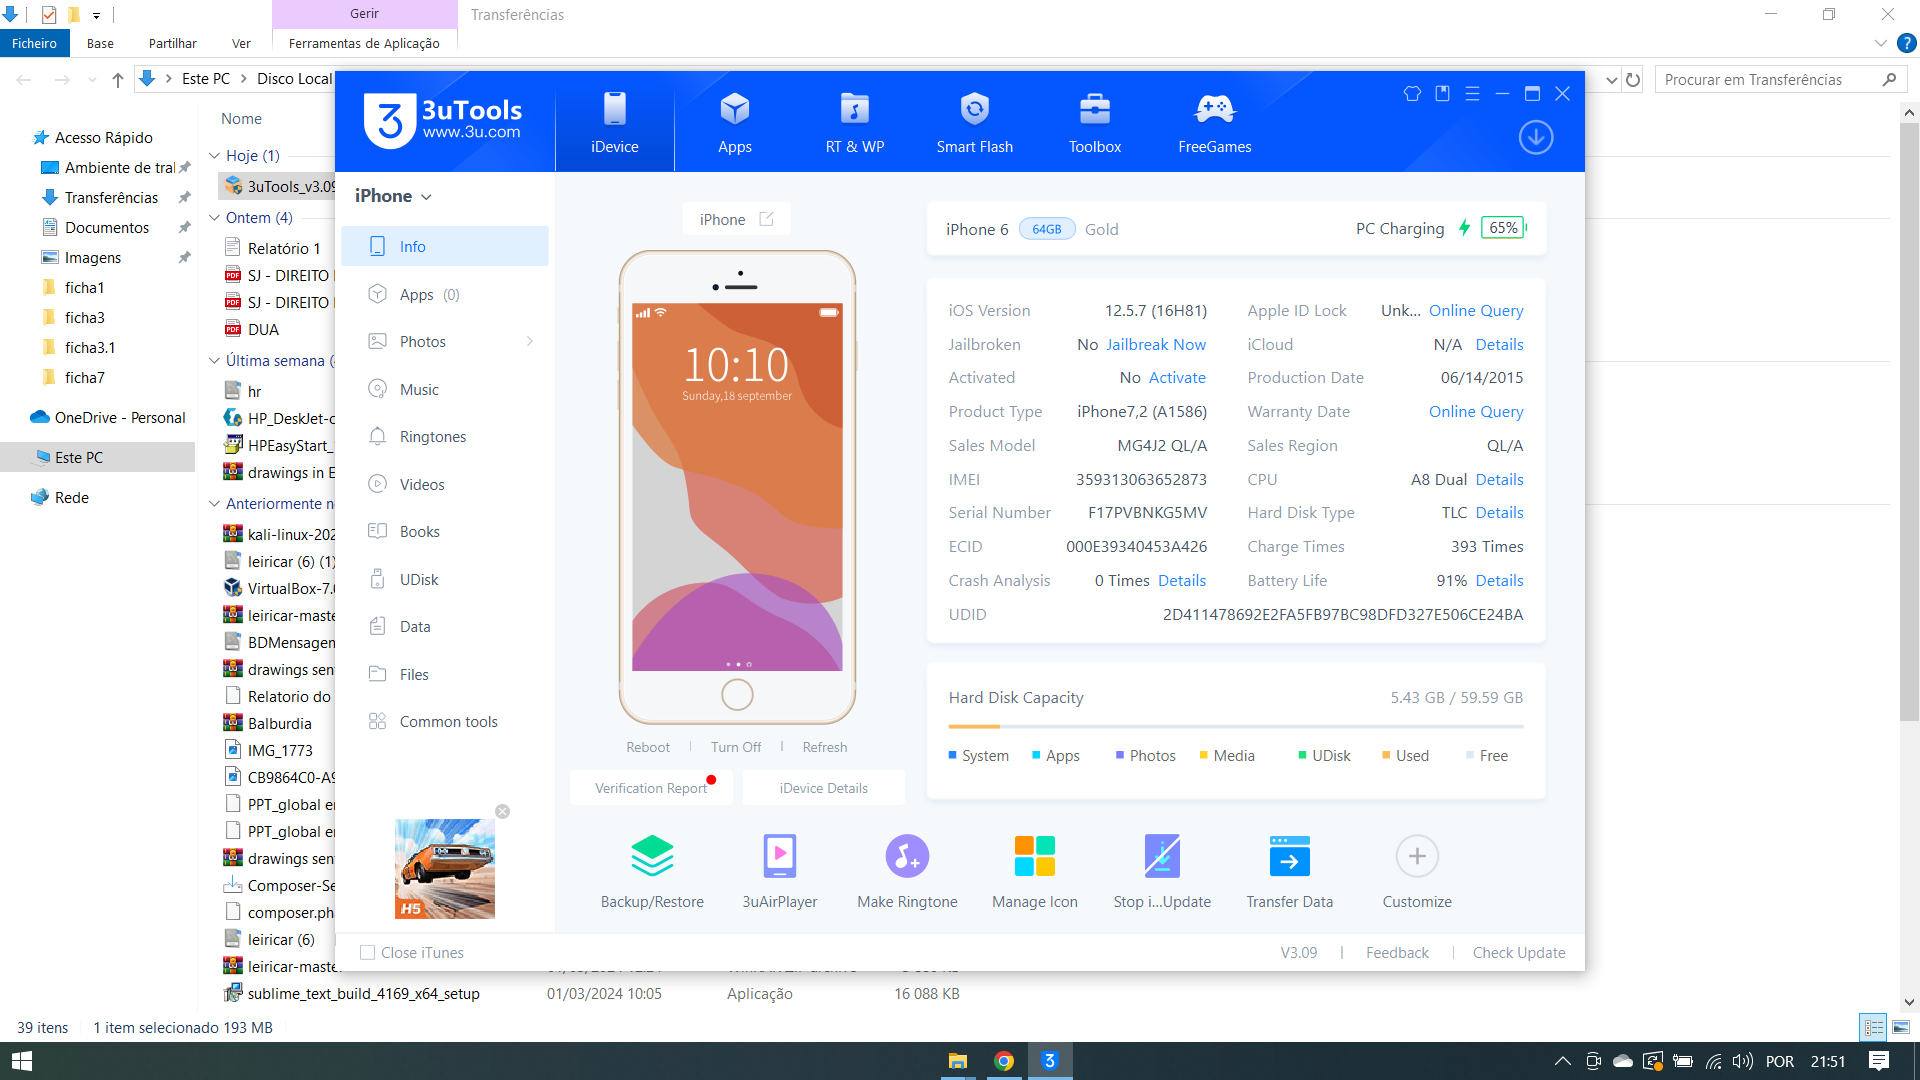 Gerir
Transferências
Ficheiro
Base
Partilhar
Ver
Ferramentas de Aplicação
Este PC
Disco Local
Procurar em Transferências
Nome
Acesso Rápido
Ambiente de tral
Transferências
Documentos
Imagens
ficha1
ficha3
ficha3.1
ficha7
OneDrive - Personal
Este PC
Rede
Hoje (1)
3uTools_v3.09
Ontem (4)
Relatório 1
SJ - DIREITO
SJ - DIREITO
DUA
Última semana
hr
HP_DeskJet-c
HPEasyStart_
drawings in E
Anteriormente n
kali-linux-202
leiricar (6) (1)
VirtualBox-7.
leiricar-maste
BDMensagen
drawings sen
Relatorio do
Balburdia
IMG_1773
CB9864C0-A9
PPT_global e
PPT_global e
drawings sen
Composer-Se
composer.ph
leiricar (6)
leiricar-master
sublime_text_build_4169_x64_setup
01/03/2024 10:05
Aplicação
16 088 KB
39 itens
1 item selecionado 193 MB
3
3uTools
www.3u.com
iDevice
Apps
RT & WP
Smart Flash
Toolbox
FreeGames
iPhone
Info
Apps (0)
Photos
Music
Ringtones
Videos
Books
UDisk
Data
Files
Common tools
H5
iPhone
10:10
Sunday,18 september
Reboot
Turn Off
Refresh
Verification Report
iDevice Details
iPhone 6
64GB
Gold
PC Charging
65%
iOS Version 12.5.7 (16H81)
Apple ID Lock Unk... Online Query
Jailbroken No Jailbreak Now
iCloud N/A Details
Activated No Activate
Production Date 06/14/2015
Product Type iPhone7,2 (A1586)
Warranty Date Online Query
Sales Model MG4J2 QL/A
Sales Region QL/A
IMEI 359313063652873
CPU A8 Dual Details
Serial Number F17PVBNKG5MV
Hard Disk Type TLC Details
ECID 000E39340453A426
Charge Times 393 Times
Crash Analysis 0 Times Details
Battery Life 91% Details
UDID 2D411478692E2FA5FB97BC98DFD327E506CE24BA
Hard Disk Capacity
5.43 GB / 59.59 GB
System
Apps
Photos
Media
UDisk
Used
Free
Backup/Restore
3uAirPlayer
Make Ringtone
Manage Icon
Stop i...Update
Transfer Data
Customize
Close iTunes
V3.09
Feedback
Check Update
3
POR
21:51